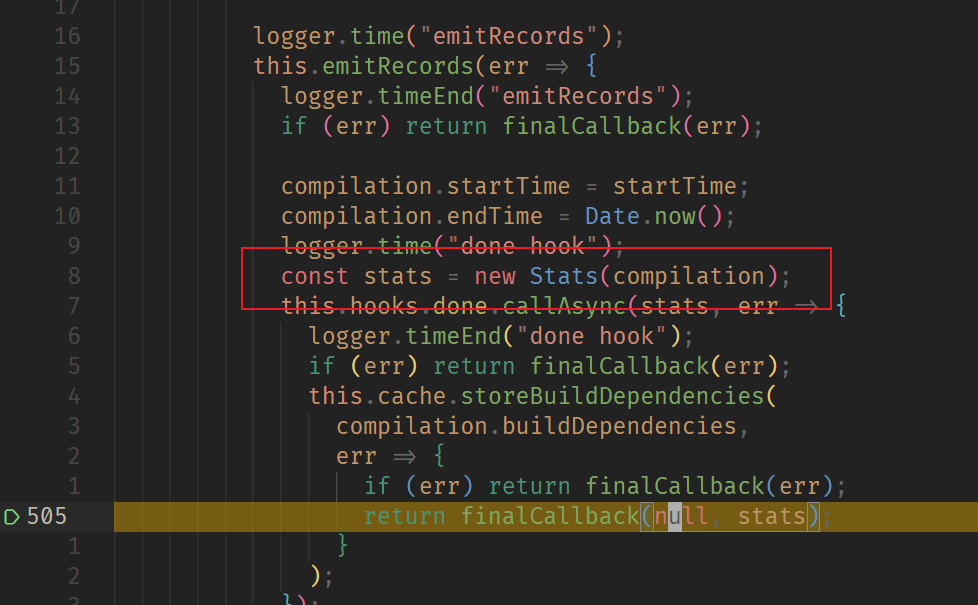 17
16 logger.time("emitRecords");
15 this.emitRecords(err => {
14 logger.timeEnd("emitRecords");
13 if (err) return finalCallback(err);
12
11 compilation.startTime = startTime;
10 compilation.endTime = Date.now();
9 logger.time("done hook");
8 const stats = new Stats(compilation);
7 this.hooks.done.callAsync(stats, err => {
6 logger.timeEnd("done hook");
5 if (err) return finalCallback(err);
4 this.cache.storeBuildDependencies(
3 compilation.buildDependencies,
2 err => {
1 if (err) return finalCallback(err);
505 return finalCallback(null, stats);
1 }
2 );
3 });